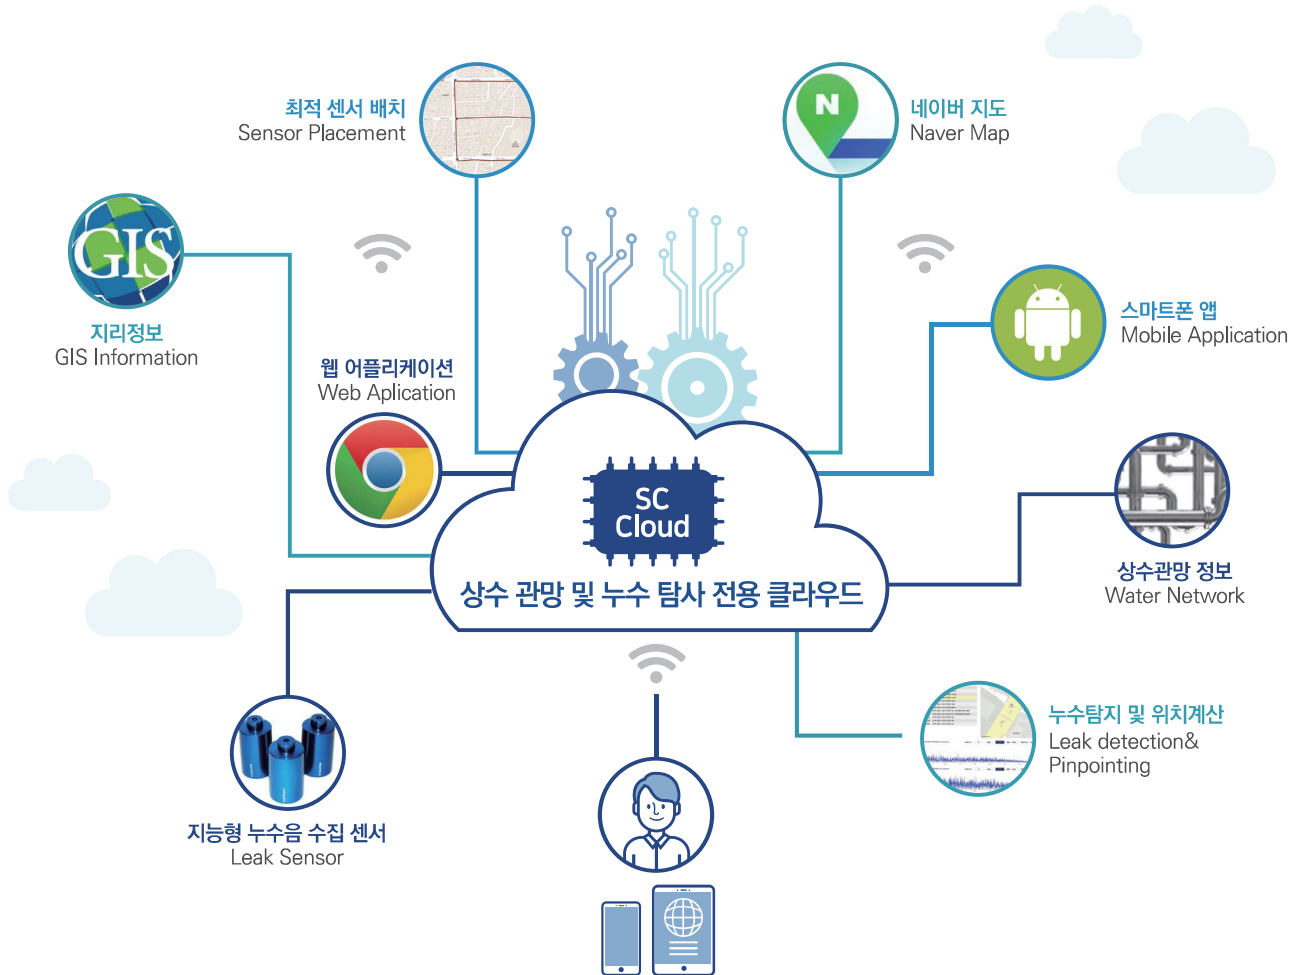 최적 센서 배치
Sensor Placement
N
네이버 지도
Naver Map
GIS
지리정보
GIS Information
스마트폰 앱
Mobile Application
웹 어플리케이션
Web Aplication
SC
Cloud
상수 관망 및 누수 탐사 전용 클라우드
상수관망 정보
Water Network
누수탐지 및 위치계산
Leak detection&
Pinpointing
지능형 누수음 수집 센서
Leak Sensor